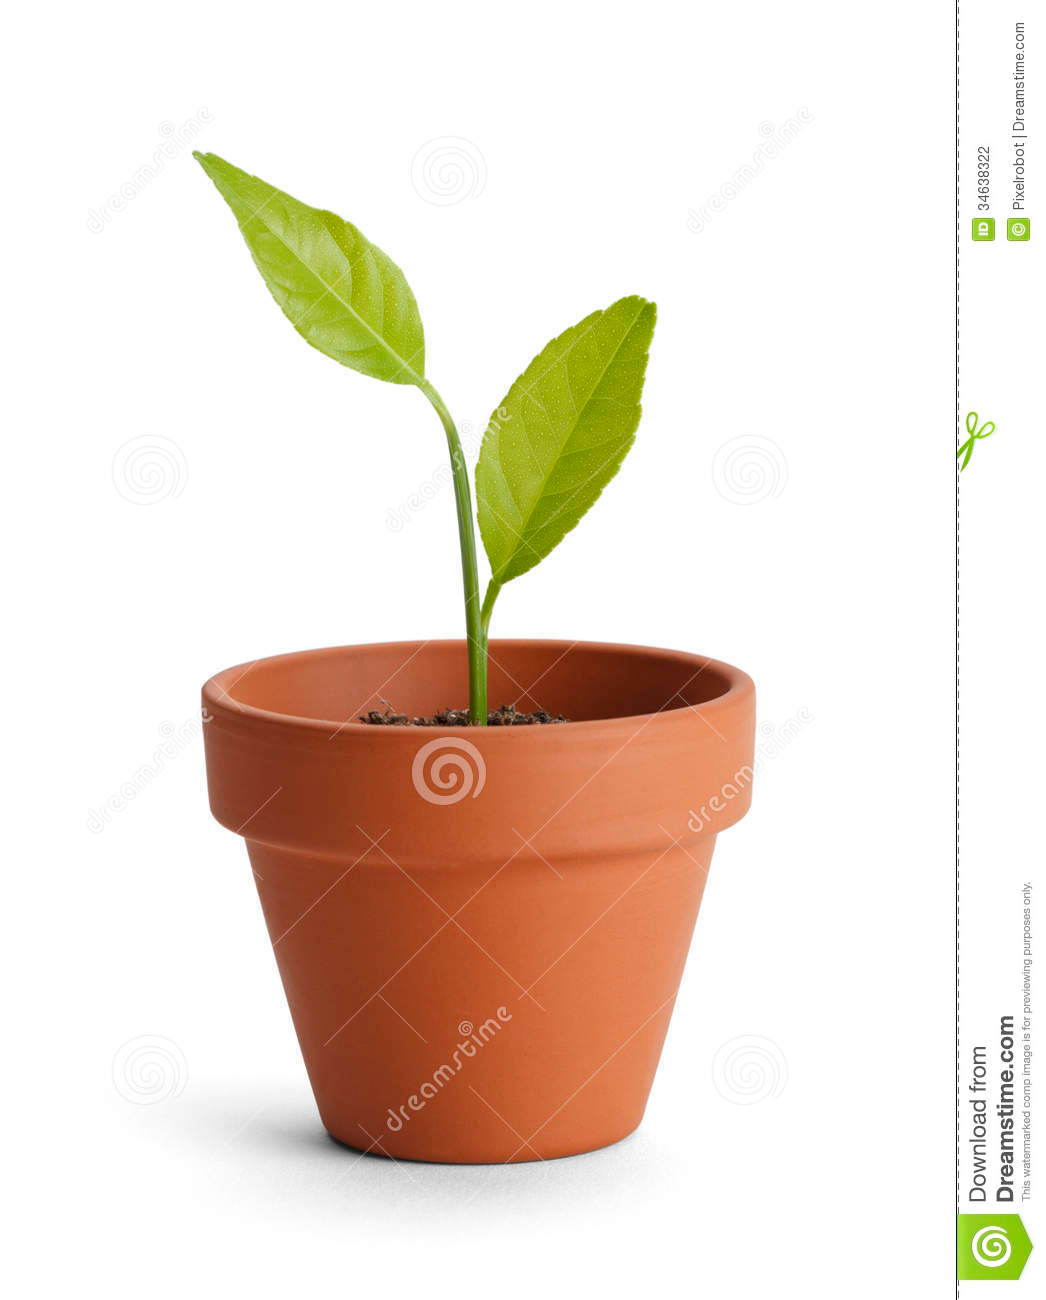 Download from
Dreamstime.com
This watermarked comp image is for previewing purposes only.
ID 34638322
© Pixelrobot | Dreamstime.com
dreamstime
dreamstime
dreamstime
dreamstime
dreamstime
dreamstime